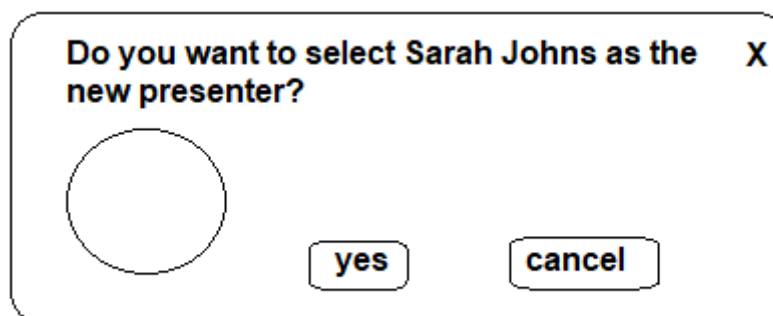 Do you want to select Sarah Johns as the X
new presenter?
yes cancel